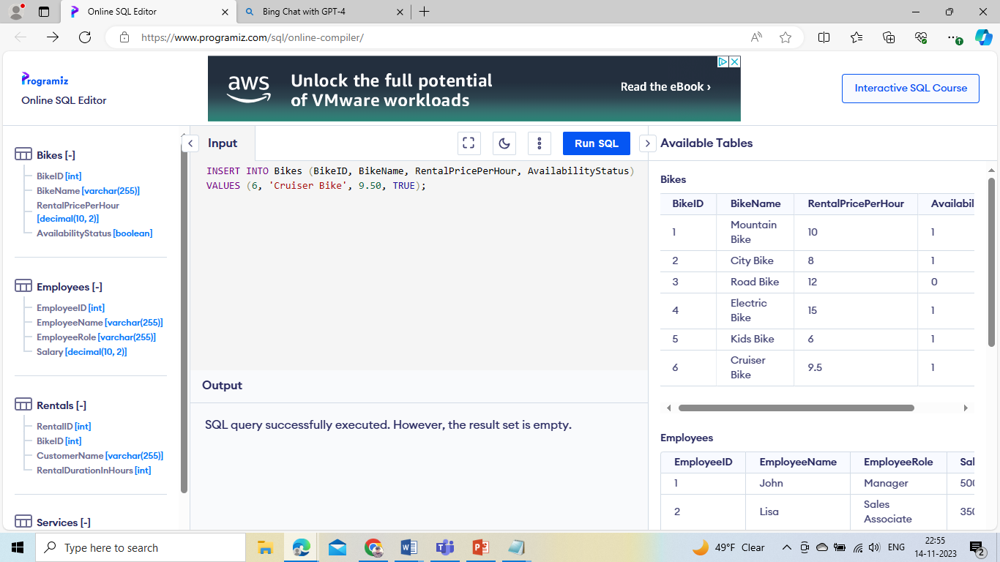 Online SQL Editor
Bing Chat with GPT-4
https://www.programiz.com/sql/online-compiler/
Programiz
Online SQL Editor
aws
Unlock the full potential
of VMware workloads
Read the eBook ›
Interactive SQL Course
Bikes [-]
BikeID [int]
BikeName [varchar(255)]
RentalPricePerHour
[decimal(10, 2)]
AvailabilityStatus [boolean]
Employees [-]
EmployeeID [int]
EmployeeName [varchar(255)]
EmployeeRole [varchar(255)]
Salary [decimal(10, 2)]
Rentals [-]
RentalID [int]
BikeID [int]
CustomerName [varchar(255)]
RentalDurationInHours [int]
Services [-]
Input
Run SQL
INSERT INTO Bikes (BikeID, BikeName, RentalPricePerHour, AvailabilityStatus)
VALUES (6, 'Cruiser Bike', 9.50, TRUE);
Output
SQL query successfully executed. However, the result set is empty.
Available Tables
Bikes
BikeID BikeName RentalPricePerHour Availabil
1 Mountain Bike 10 1
2 City Bike 8 1
3 Road Bike 12 0
4 Electric Bike 15 1
5 Kids Bike 6 1
6 Cruiser Bike 9.5 1
Employees
EmployeeID EmployeeName EmployeeRole Sal
1 John Manager 500
2 Lisa Sales Associate 350
Type here to search
49°F Clear
ENG
22:55
14-11-2023
2